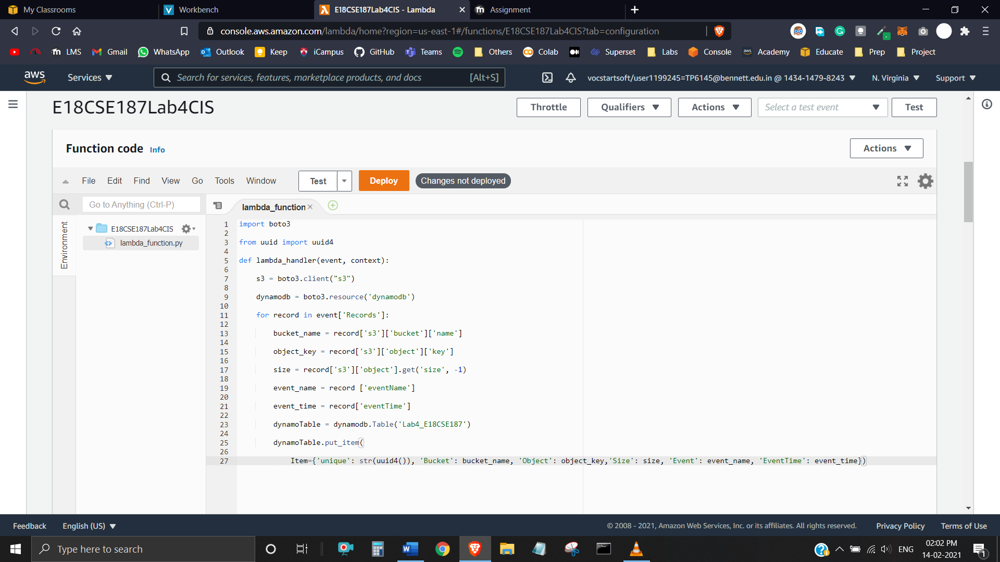 My Classrooms
Workbench
E18CSE187Lab4CIS - Lambda
Assignment
console.aws.amazon.com/lambda/home?region=us-east-1#/functions/E18CSE187Lab4CIS?tab=configuration
LMS Gmail WhatsApp Outlook Keep iCampus GitHub Teams Others Colab Superset Labs Console aws Academy Educate Prep Project
aws Services Search for services, features, marketplace products, and docs [Alt+S] vocstartsoft/user1199245=TP6145@bennett.edu.in @ 1434-1479-8243 N. Virginia Support
E18CSE187Lab4CIS
Throttle Qualifiers Actions Select a test event Test
Function code Info
Actions
File Edit Find View Go Tools Window Test Deploy Changes not deployed
Go to Anything (Ctrl-P)
lambda_function
Environment
E18CSE187Lab4CIS
lambda_function.py
1 import boto3
2
3 from uuid import uuid4
4
5 def lambda_handler(event, context):
6
7 s3 = boto3.client("s3")
8
9 dynamodb = boto3.resource('dynamodb')
10
11 for record in event['Records']:
12
13 bucket_name = record['s3']['bucket']['name']
14
15 object_key = record['s3']['object']['key']
16
17 size = record['s3']['object'].get('size', -1)
18
19 event_name = record ['eventName']
20
21 event_time = record['eventTime']
22
23 dynamoTable = dynamodb.Table('Lab4_E18CSE187')
24
25 dynamoTable.put_item(
26
27 Item={'unique': str(uuid4()), 'Bucket': bucket_name, 'Object': object_key,'Size': size, 'Event': event_name, 'EventTime': event_time})
Feedback English (US) © 2008 - 2021, Amazon Web Services, Inc. or its affiliates. All rights reserved. Privacy Policy Terms of Use
Type here to search
ENG
02:02 PM
14-02-2021
1